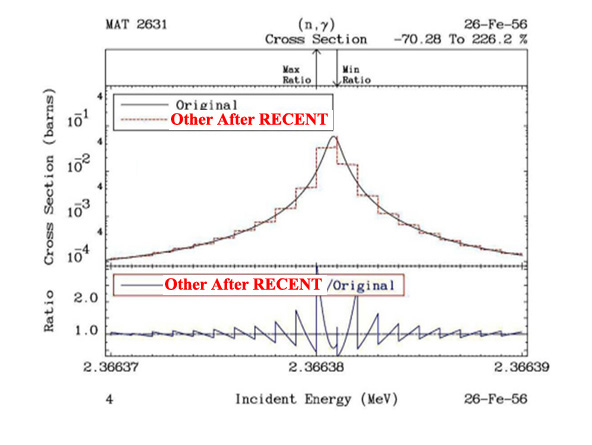 MAT 2631 (n,γ) 26-Fe-56
Cross Section -70.28 To 226.2 %
Max Ratio Min Ratio
Original
Other After RECENT
Cross Section (barns)
4
10-1
4
10-2
4
10-3
4
10-4
Other After RECENT /Original
Ratio
2.0
1.0
2.36637 2.36638 2.36639
4 Incident Energy (MeV) 26-Fe-56